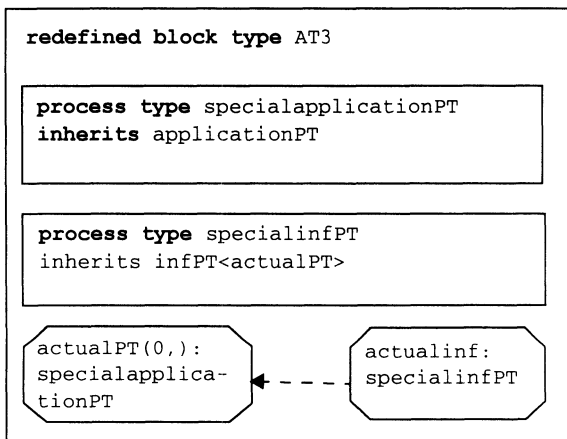 redefined block type AT3
process type specialapplicationPT
inherits applicationPT
process type specialinfPT
inherits infPT<actualPT>
actualPT(0,):
specialapplica-
tionPT
actualinf:
specialinfPT